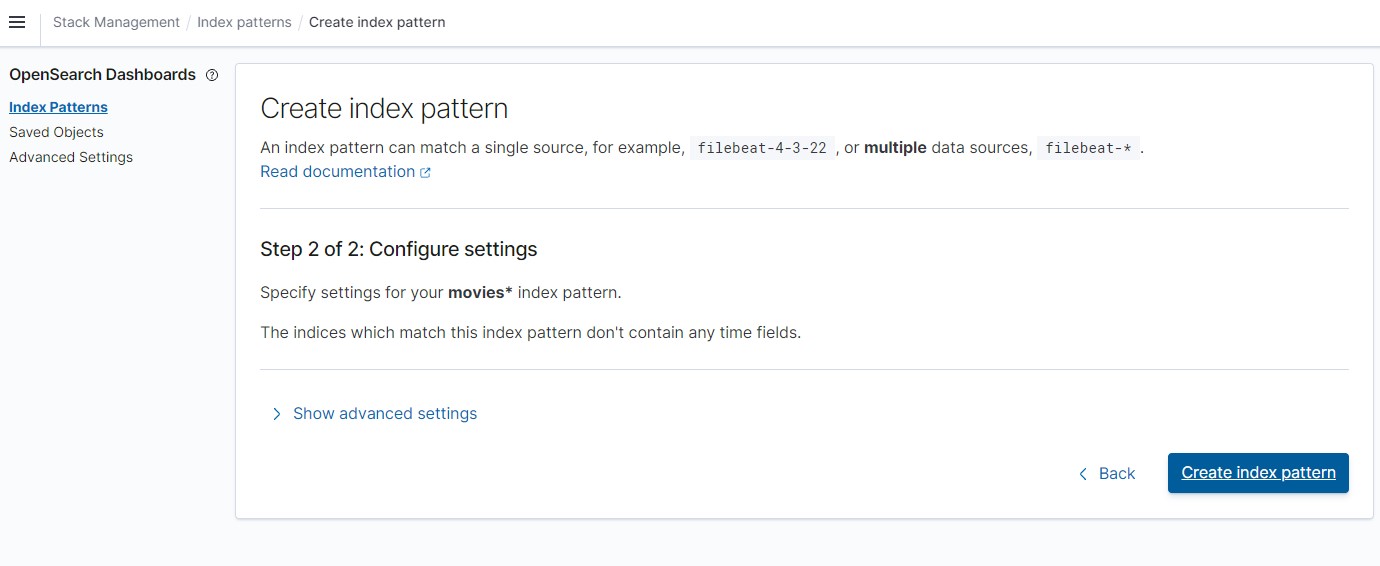 Stack Management / Index patterns / Create index pattern
OpenSearch Dashboards
Index Patterns
Saved Objects
Advanced Settings
Create index pattern
An index pattern can match a single source, for example, filebeat-4-3-22 , or multiple data sources, filebeat-* .
Read documentation
Step 2 of 2: Configure settings
Specify settings for your movies* index pattern.
The indices which match this index pattern don't contain any time fields.
Show advanced settings
Back
Create index pattern